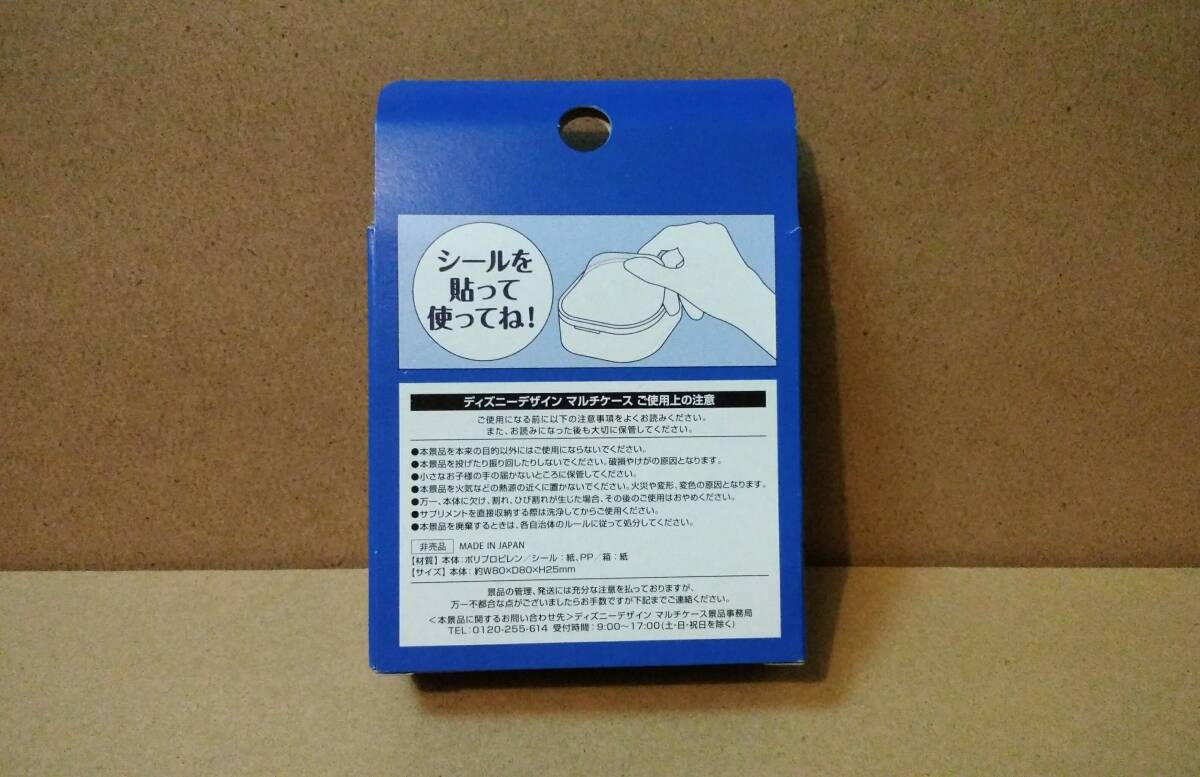 シールを
貼って
使ってね!
ディズニーデザイン マルチケース ご使用上の注意
ご使用になる前に以下の注意事項をよくお読みください。
また、お読みになった後も大切に保管してください。
●本景品を本来の目的以外にはご使用にならないでください。
●本景品を投げたり振り回したりしないでください。破損やけがの原因となります。
●小さなお子様の手の届かないところに保管してください。
●本景品を火気などの熱源の近くに置かないでください。火災や変形、変色の原因となります。
●万一、本体に欠け、割れ、ひび割れが生じた場合、その後のご使用はおやめください。
●サプリメントを直接収納する際は洗浄してからご使用ください。
●本景品を廃棄するときは、各自治体のルールに従って処分してください。
非売品 MADE IN JAPAN
【材質】本体:ポリプロピレン/シール:紙、PP/箱:紙
【サイズ】本体:約W80×D80×H25mm
景品の管理、発送には充分な注意を払っておりますが、
万一不都合な点がございましたらお手数ですが下記までご連絡ください。
<本景品に関するお問い合わせ先>ディズニーデザイン マルチケース景品事務局
TEL:0120-255-614 受付時間:9:00~17:00(土・日・祝日を除く)